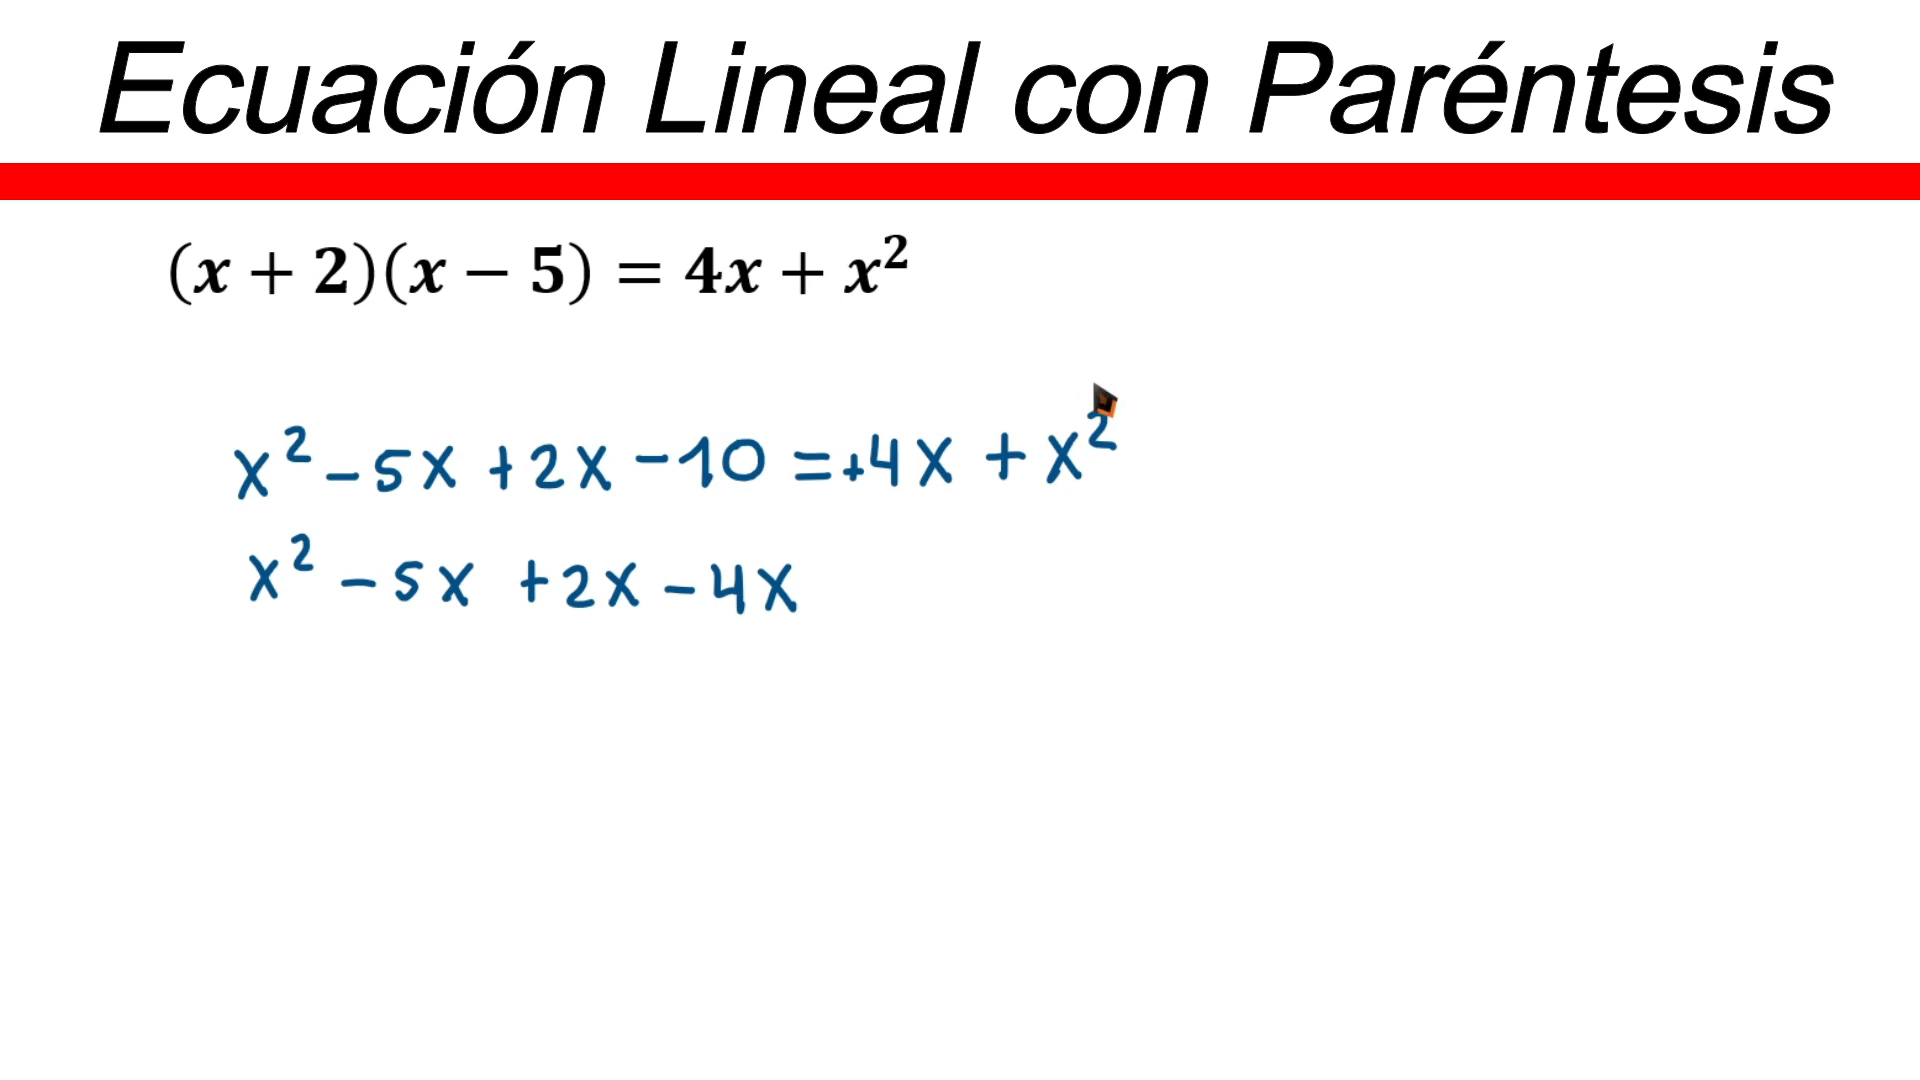 Ecuación Lineal con Paréntesis
(x + 2)(x − 5) = 4x + x²
x² − 5x + 2x − 10 = +4x + x²
x² − 5x + 2x − 4x